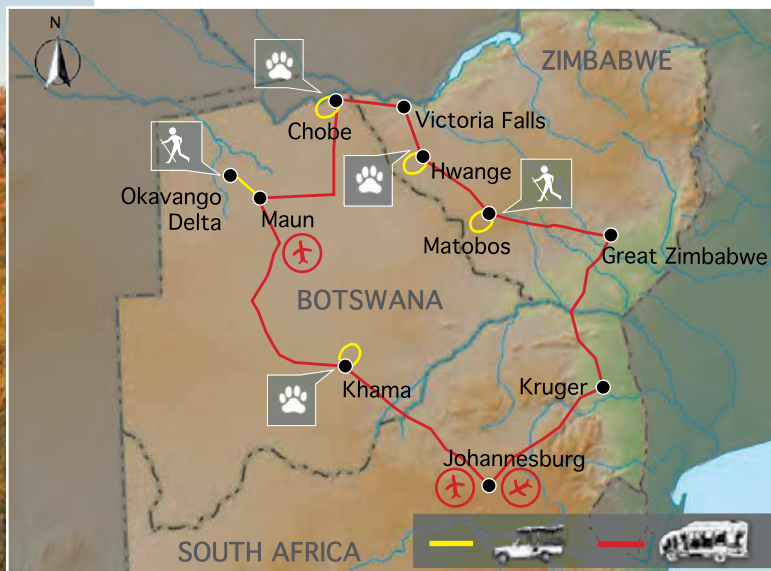 N
ZIMBABWE
Chobe
Victoria Falls
Hwange
Okavango
Delta
Maun
Matobos
Great Zimbabwe
BOTSWANA
Khama
Kruger
Johannesburg
SOUTH AFRICA